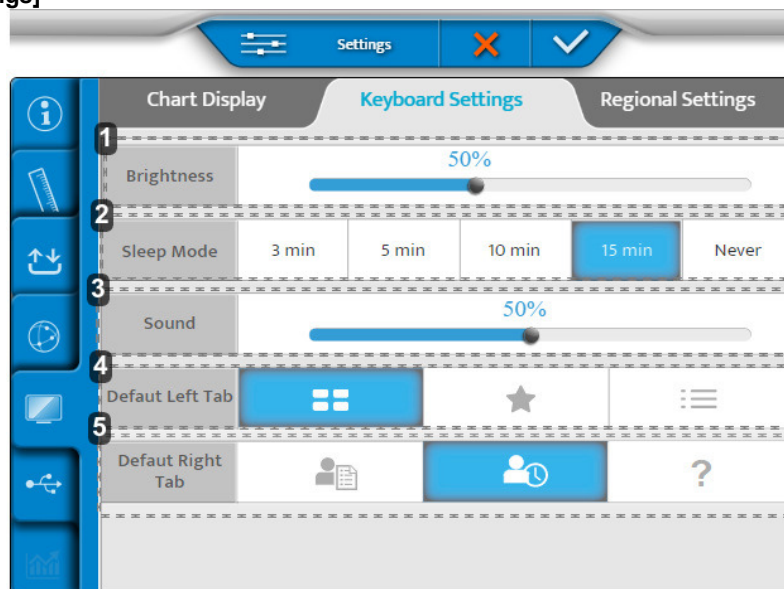 Settings
Chart Display Keyboard Settings Regional Settings
1
Brightness 50%
2
Sleep Mode 3 min 5 min 10 min 15 min Never
3
Sound 50%
4
Defaut Left Tab
5
Defaut Right
Tab
?